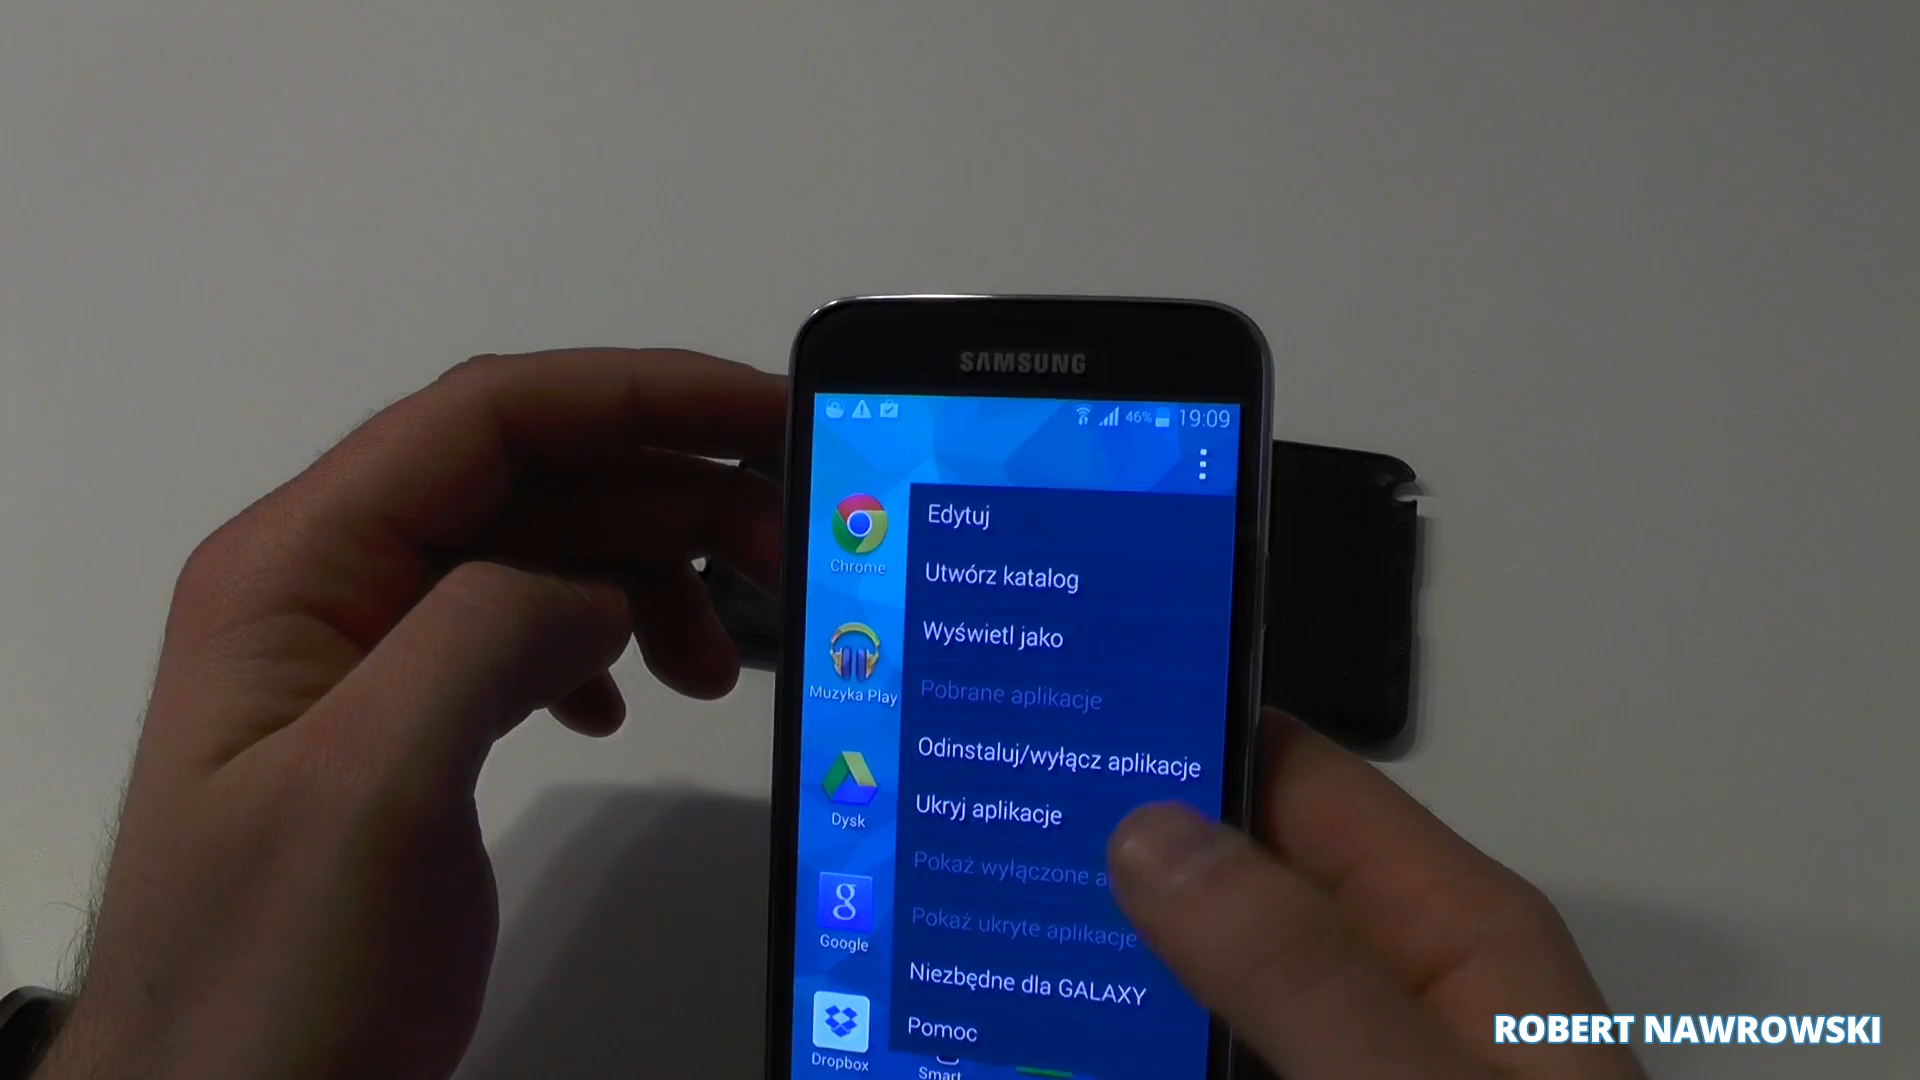 SAMSUNG
46% 19:09
Edytuj
Chrome
Utwórz katalog
Wyświetl jako
Muzyka Play
Pobrane aplikacje
Odinstaluj/wyłącz aplikacje
Dysk
Ukryj aplikacje
Pokaż wyłączone
Pokaż ukryte aplikacje
g
Google
Niezbędne dla GALAXY
Pomoc
Dropbox
Smart
ROBERT NAWROWSKI